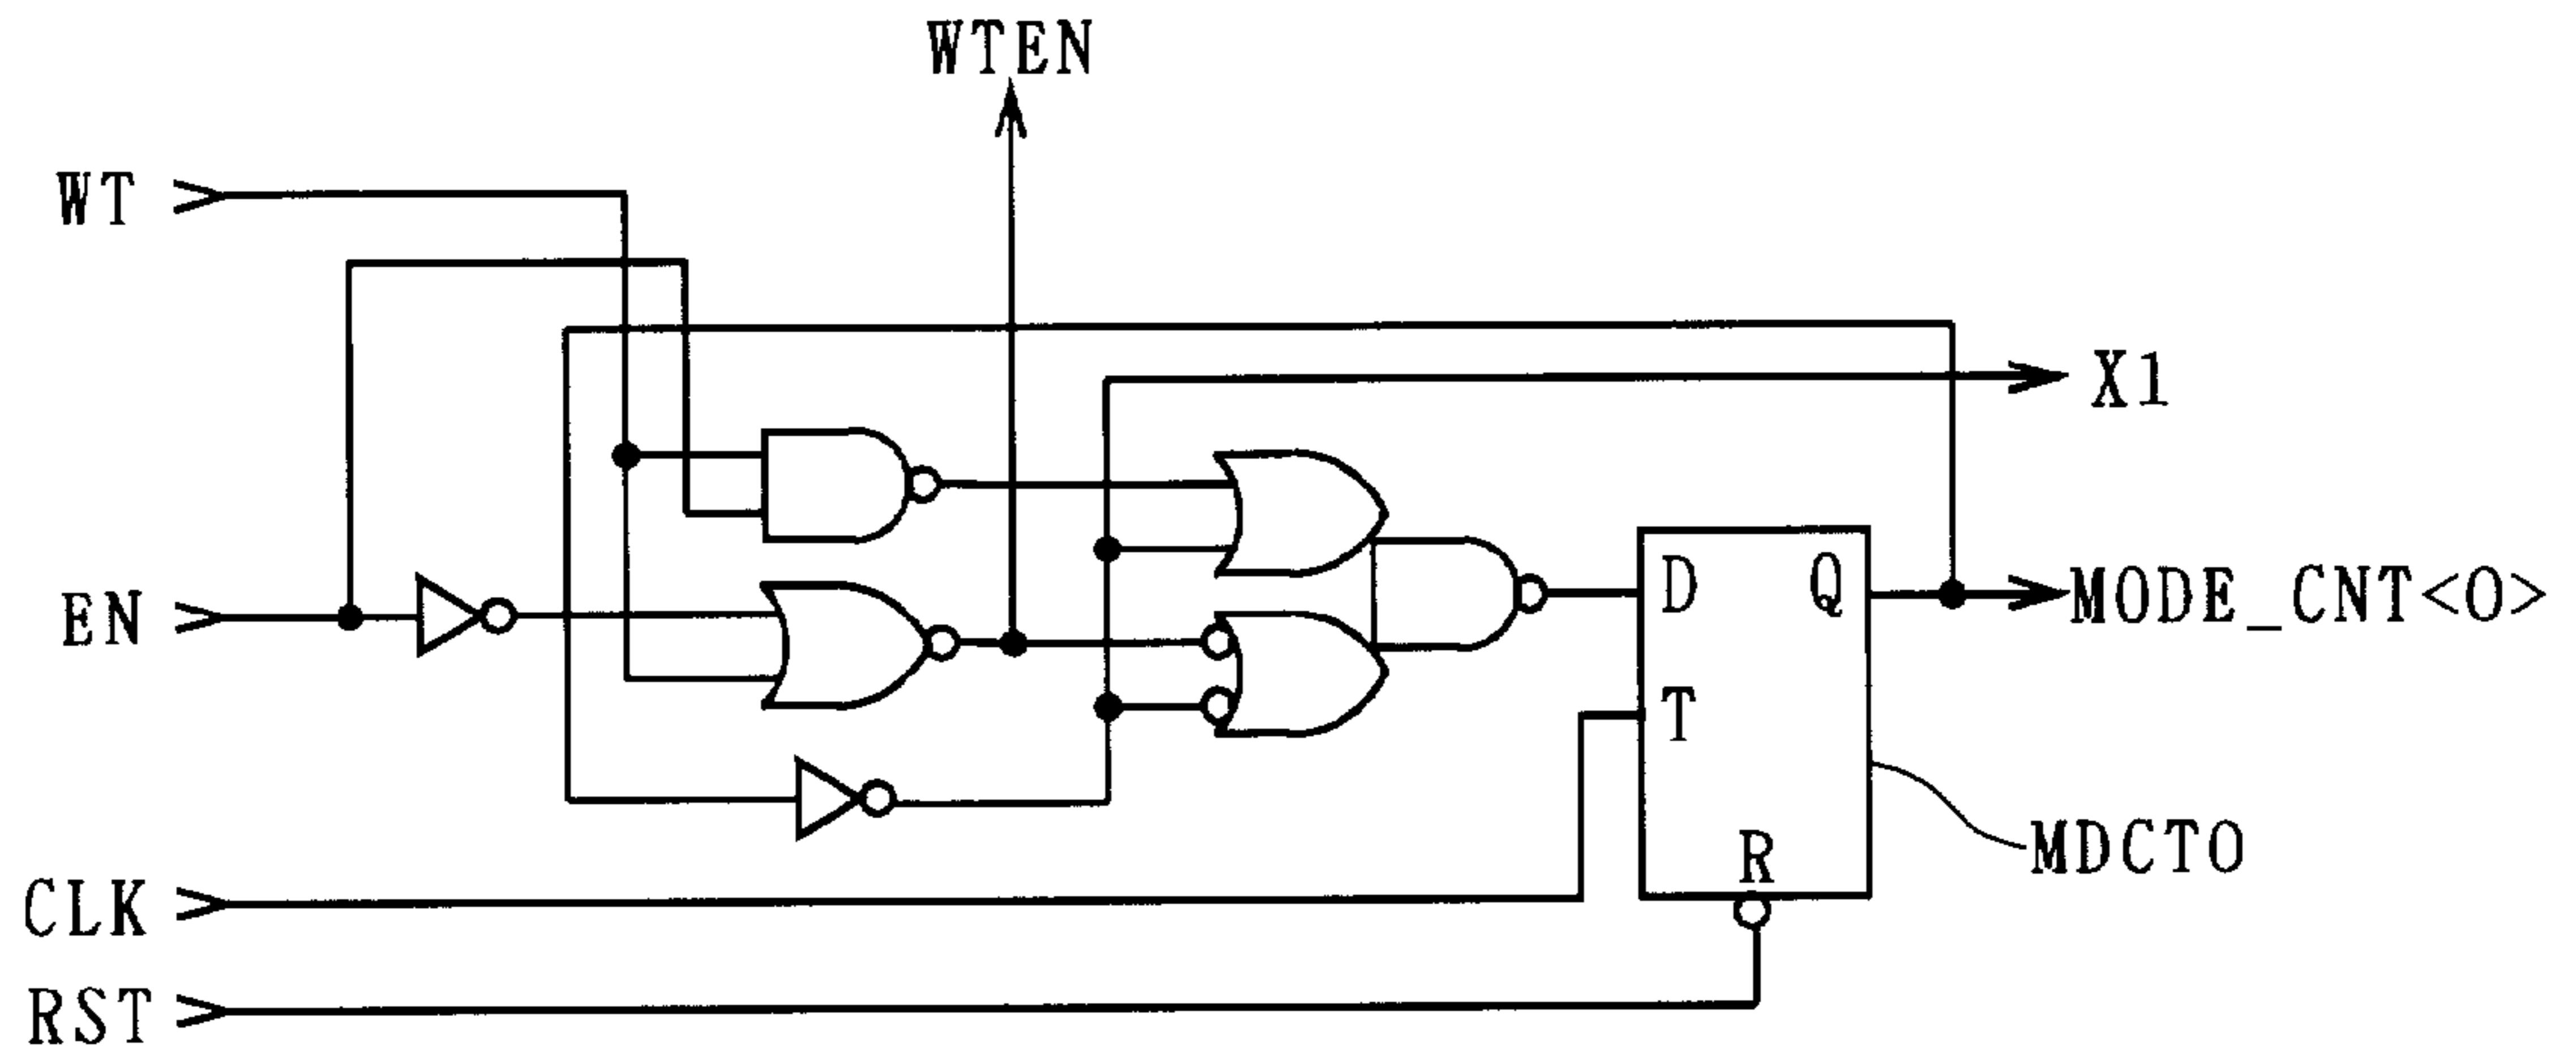 WTEN
WT
X1
EN
D
Q
MODE_CNT<0>
T
R
MDCT0
CLK
RST